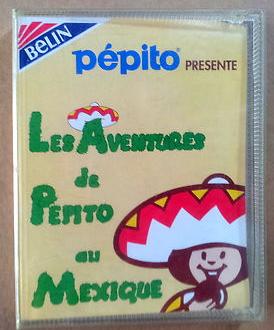 BELIN
pépito® PRESENTE
LES AVENTURES
de
PEPITO
au
MEXIQUE